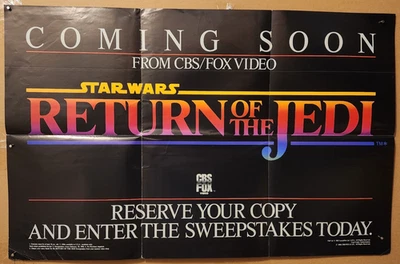 COMING SOON
FROM CBS/FOX VIDEO
STAR WARS
RETURN OF THE JEDI
CBS
FOX
RESERVE YOUR COPY
AND ENTER THE SWEEPSTAKES TODAY.